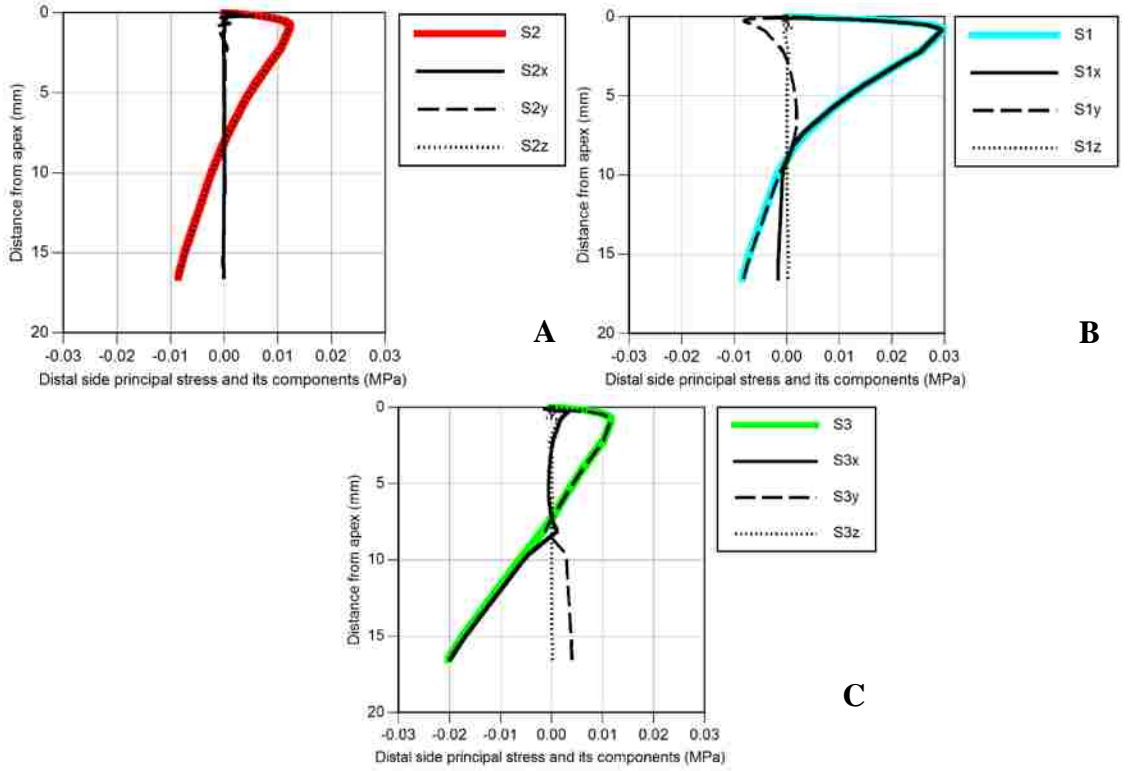 0
5
10
15
20
Distance from apex (mm)
-0.03 -0.02 -0.01 0.00 0.01 0.02 0.03
Distal side principal stress and its components (MPa)
S2
S2x
S2y
S2z
A
0
5
10
15
20
Distance from apex (mm)
-0.03 -0.02 -0.01 0.00 0.01 0.02 0.03
Distal side principal stress and its components (MPa)
S1
S1x
S1y
S1z
B
0
5
10
15
20
Distance from apex (mm)
-0.03 -0.02 -0.01 0.00 0.01 0.02 0.03
Distal side principal stress and its components (MPa)
S3
S3x
S3y
S3z
C